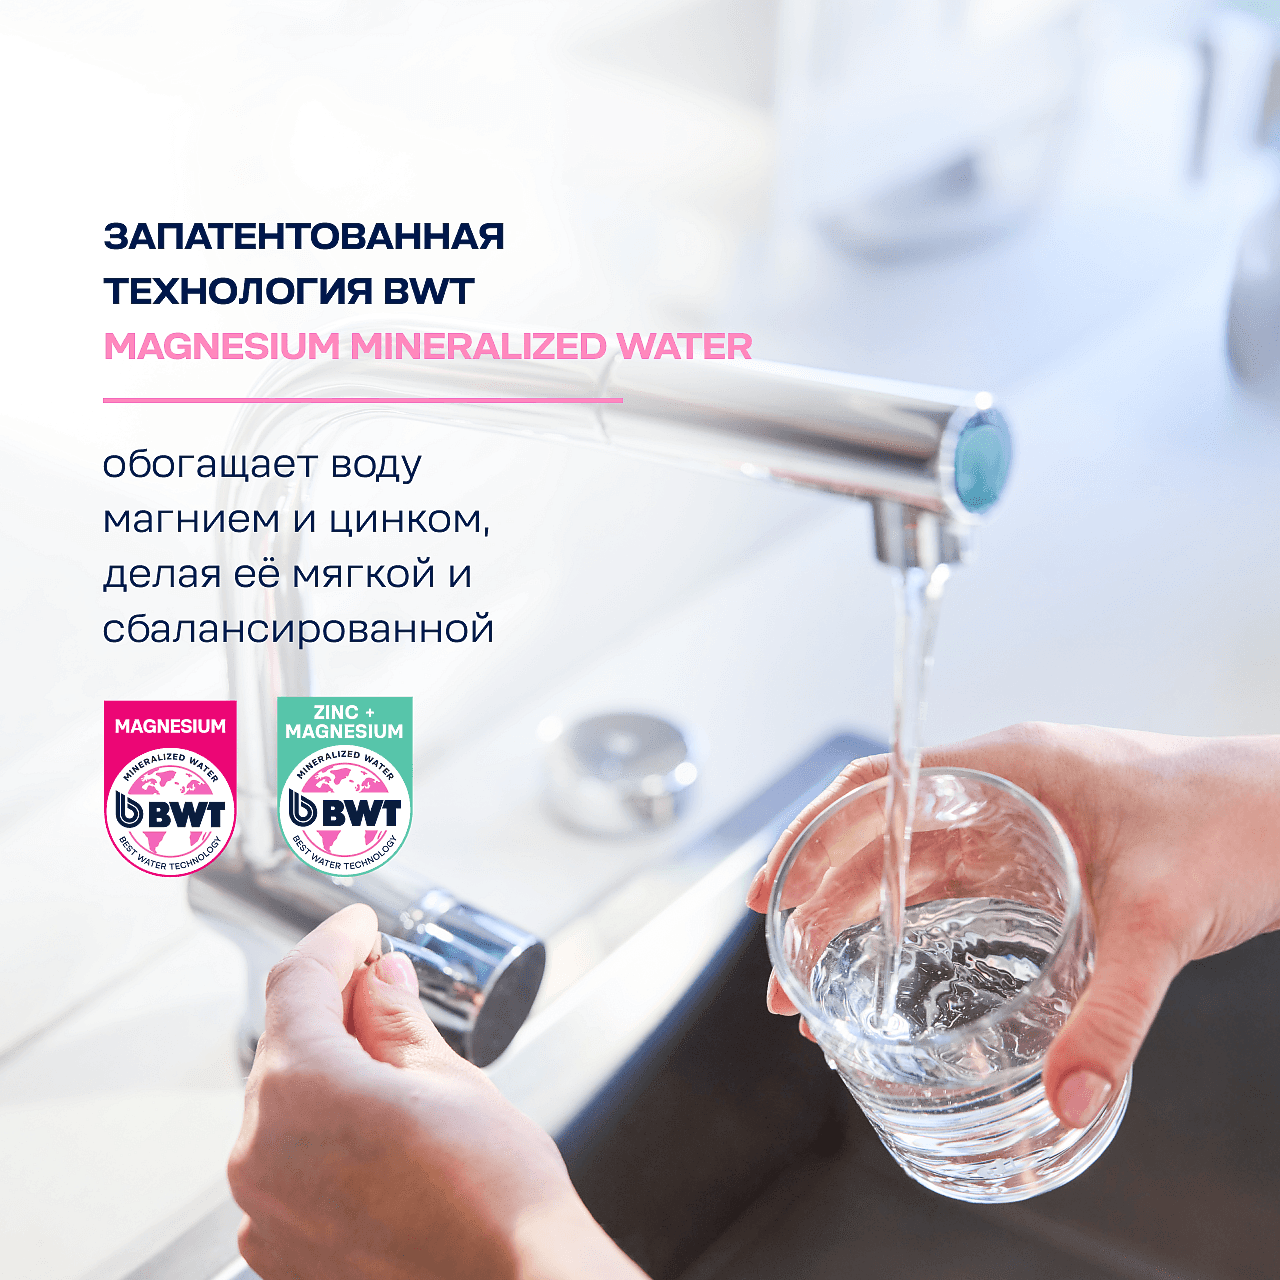 ЗАПАТЕНТОВАННАЯ
ТЕХНОЛОГИЯ BWT
MAGNESIUM MINERALIZED WATER
обогащает воду
магнием и цинком,
делая её мягкой и
сбалансированной
MAGNESIUM
MINERALIZED WATER
BWT
BEST WATER TECHNOLOGY
ZINC +
MAGNESIUM
MINERALIZED WATER
BWT
BEST WATER TECHNOLOGY